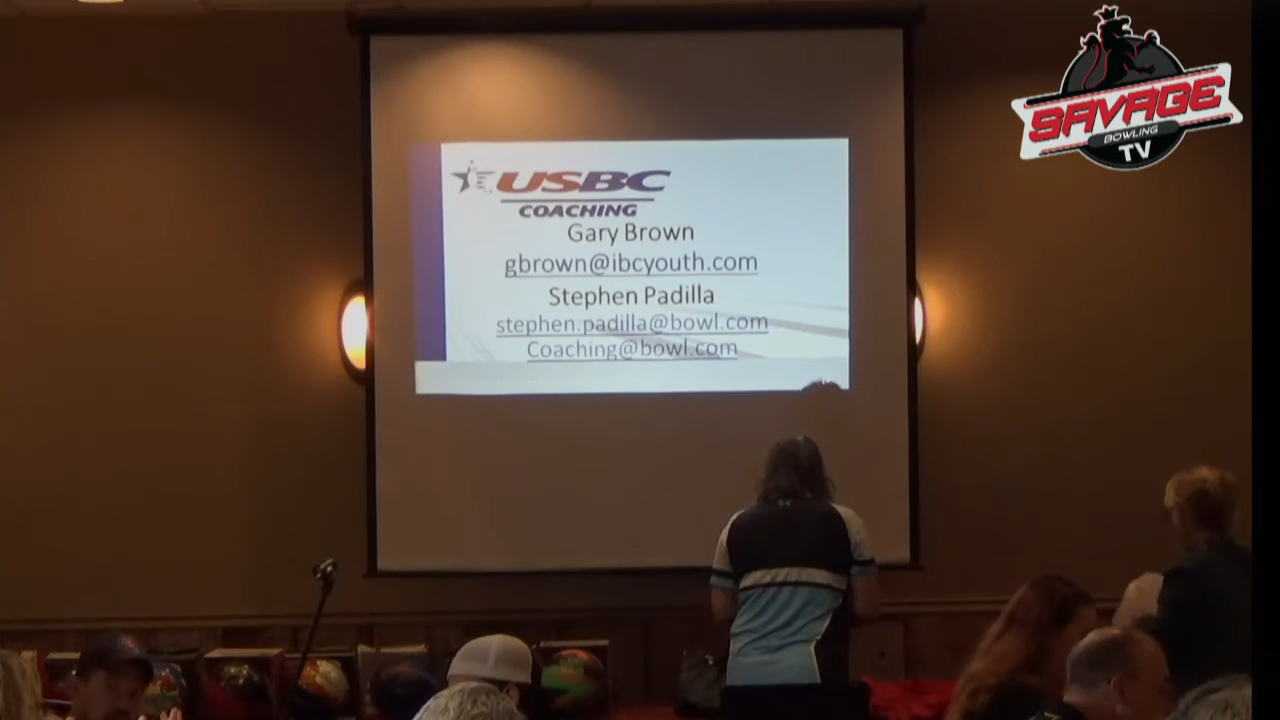 SAVAGE
BOWLING
TV
USBC
COACHING
Gary Brown
gbrown@ibcyouth.com
Stephen Padilla
stephen.padilla@bowl.com
Coaching@bowl.com